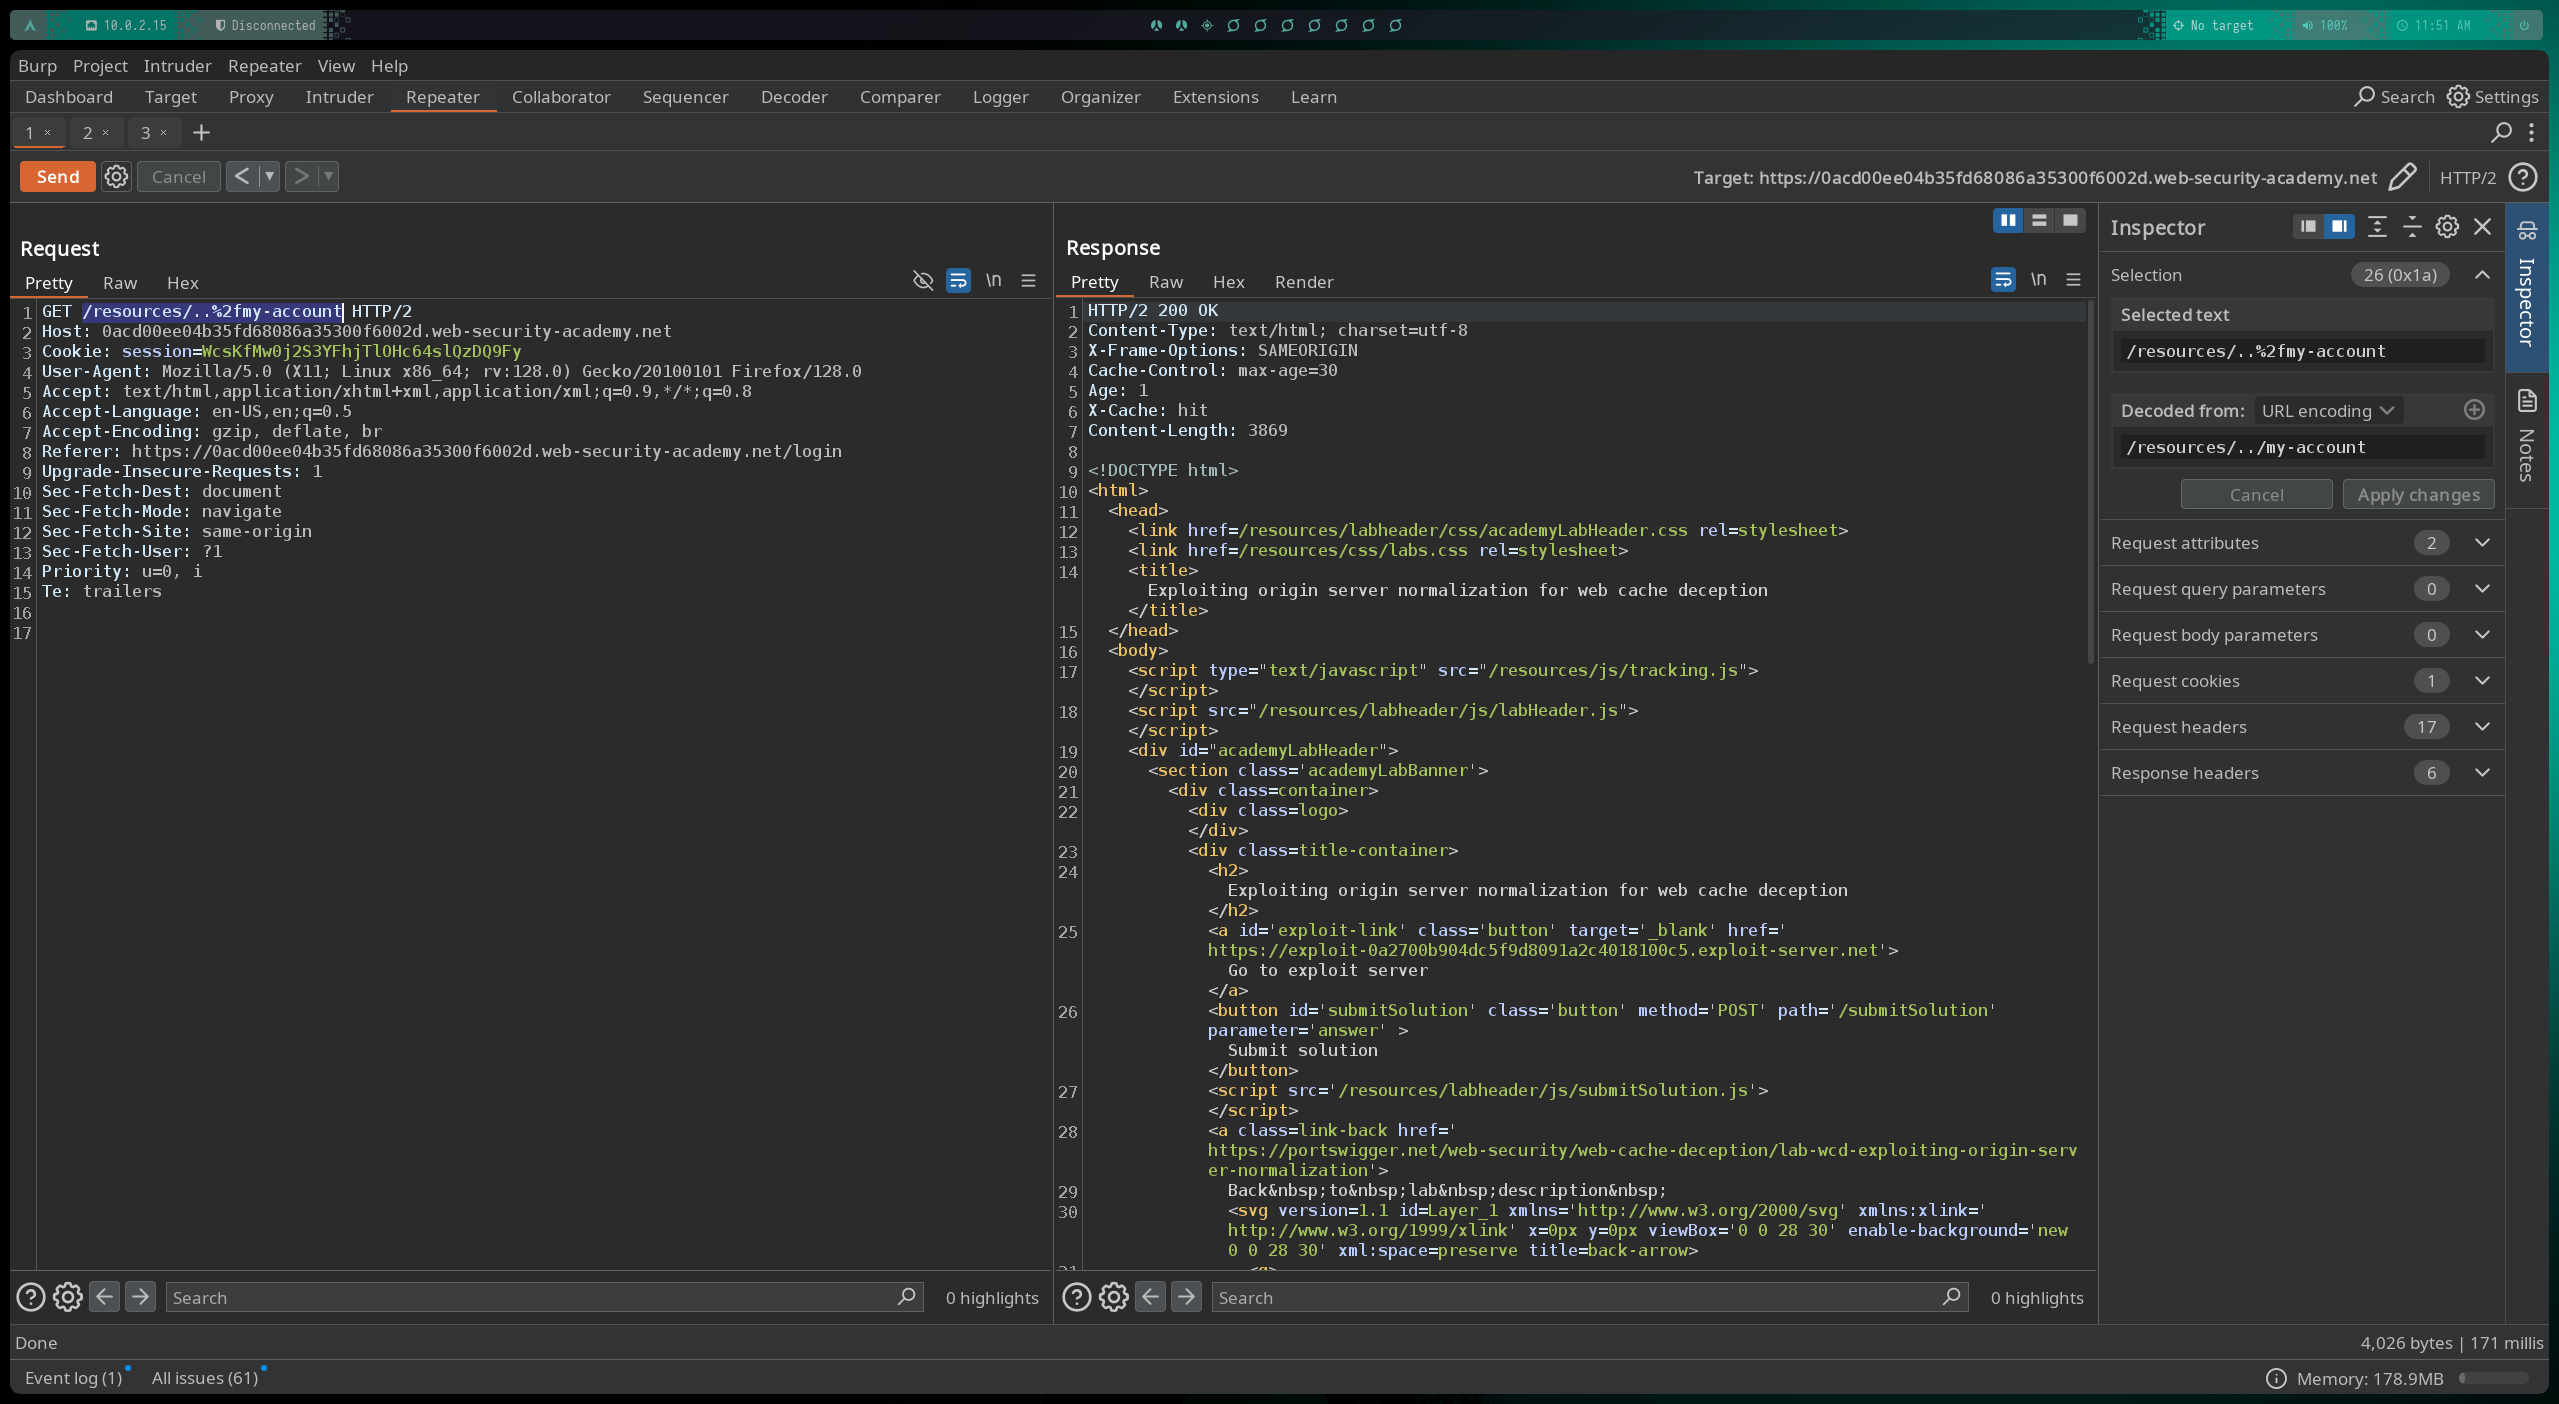 10.0.2.15
Disconnected
No target
100%
11:51 AM
Burp Project Intruder Repeater View Help
Dashboard Target Proxy Intruder Repeater Collaborator Sequencer Decoder Comparer Logger Organizer Extensions Learn
Search Settings
1 × 2 × 3 × +
Send Cancel < >
Target: https://0acd00ee04b35fd68086a35300f6002d.web-security-academy.net HTTP/2
Request
Pretty Raw Hex \n
1 GET /resources/..%2fmy-account HTTP/2
2 Host: 0acd00ee04b35fd68086a35300f6002d.web-security-academy.net
3 Cookie: session=WcsKfMw0j2S3YFhjTlOHc64slQzDQ9Fy
4 User-Agent: Mozilla/5.0 (X11; Linux x86_64; rv:128.0) Gecko/20100101 Firefox/128.0
5 Accept: text/html,application/xhtml+xml,application/xml;q=0.9,*/*;q=0.8
6 Accept-Language: en-US,en;q=0.5
7 Accept-Encoding: gzip, deflate, br
8 Referer: https://0acd00ee04b35fd68086a35300f6002d.web-security-academy.net/login
9 Upgrade-Insecure-Requests: 1
10 Sec-Fetch-Dest: document
11 Sec-Fetch-Mode: navigate
12 Sec-Fetch-Site: same-origin
13 Sec-Fetch-User: ?1
14 Priority: u=0, i
15 Te: trailers
16
17
Search
0 highlights
Response
Pretty Raw Hex Render \n
1 HTTP/2 200 OK
2 Content-Type: text/html; charset=utf-8
3 X-Frame-Options: SAMEORIGIN
4 Cache-Control: max-age=30
5 Age: 1
6 X-Cache: hit
7 Content-Length: 3869
8
9 <!DOCTYPE html>
10 <html>
11 <head>
12 <link href=/resources/labheader/css/academyLabHeader.css rel=stylesheet>
13 <link href=/resources/css/labs.css rel=stylesheet>
14 <title>
Exploiting origin server normalization for web cache deception
</title>
15 </head>
16 <body>
17 <script type="text/javascript" src="/resources/js/tracking.js">
</script>
18 <script src="/resources/labheader/js/labHeader.js">
</script>
19 <div id="academyLabHeader">
20 <section class='academyLabBanner'>
21 <div class=container>
22 <div class=logo>
</div>
23 <div class=title-container>
24 <h2>
Exploiting origin server normalization for web cache deception
</h2>
25 <a id='exploit-link' class='button' target='_blank' href='
https://exploit-0a2700b904dc5f9d8091a2c4018100c5.exploit-server.net'>
Go to exploit server
</a>
26 <button id='submitSolution' class='button' method='POST' path='/submitSolution'
parameter='answer' >
Submit solution
</button>
27 <script src='/resources/labheader/js/submitSolution.js'>
</script>
28 <a class=link-back href='
https://portswigger.net/web-security/web-cache-deception/lab-wcd-exploiting-origin-serv
er-normalization'>
29 Back&nbsp;to&nbsp;lab&nbsp;description&nbsp;
30 <svg version=1.1 id=Layer_1 xmlns='http://www.w3.org/2000/svg' xmlns:xlink='
http://www.w3.org/1999/xlink' x=0px y=0px viewBox='0 0 28 30' enable-background='new
0 0 28 30' xml:space=preserve title=back-arrow>
31 <g>
Search
0 highlights
Inspector
Selection 26 (0x1a)
Selected text
/resources/..%2fmy-account
Decoded from: URL encoding
/resources/../my-account
Cancel Apply changes
Request attributes 2
Request query parameters 0
Request body parameters 0
Request cookies 1
Request headers 17
Response headers 6
Inspector
Notes
Done
4,026 bytes | 171 millis
Event log (1) All issues (61)
Memory: 178.9MB